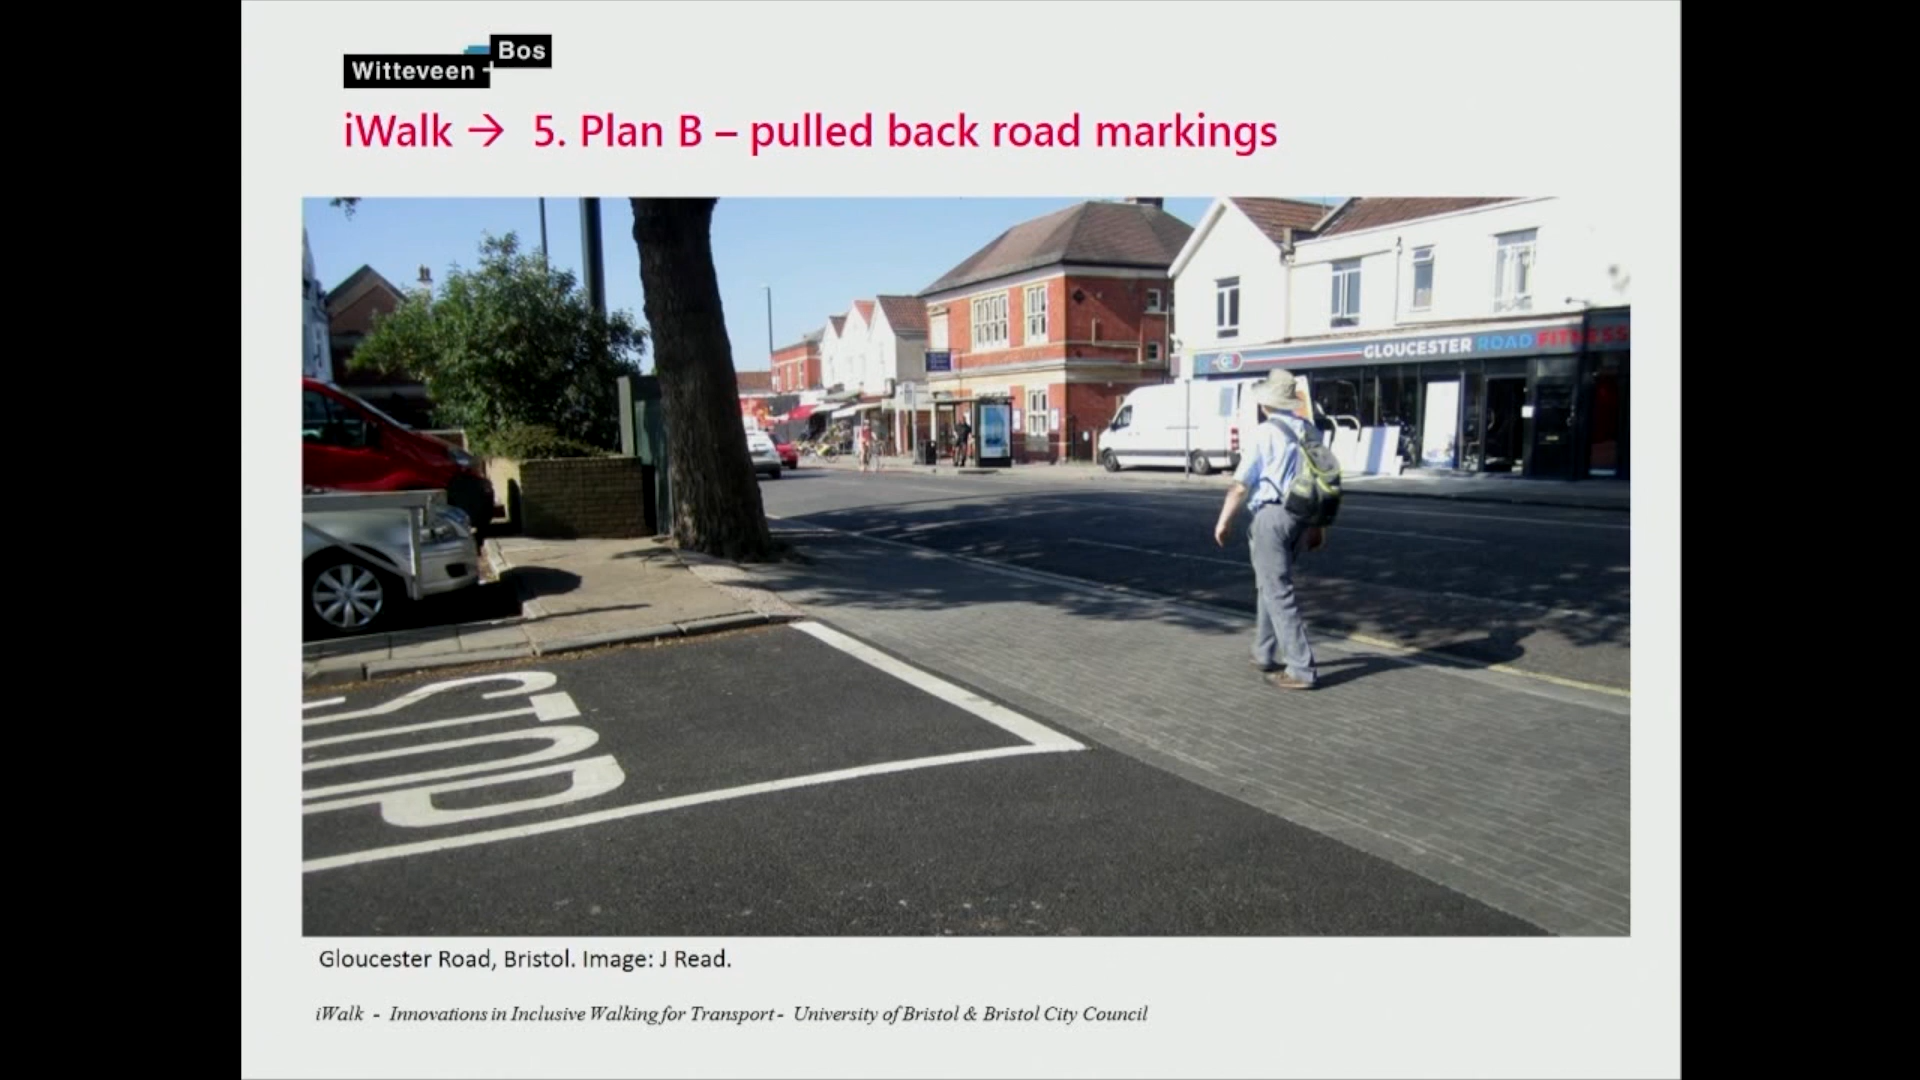 Witteveen + Bos
iWalk → 5. Plan B – pulled back road markings
GLOUCESTER ROAD FITNESS
STOP
Gloucester Road, Bristol. Image: J Read.
iWalk - Innovations in Inclusive Walking for Transport - University of Bristol & Bristol City Council